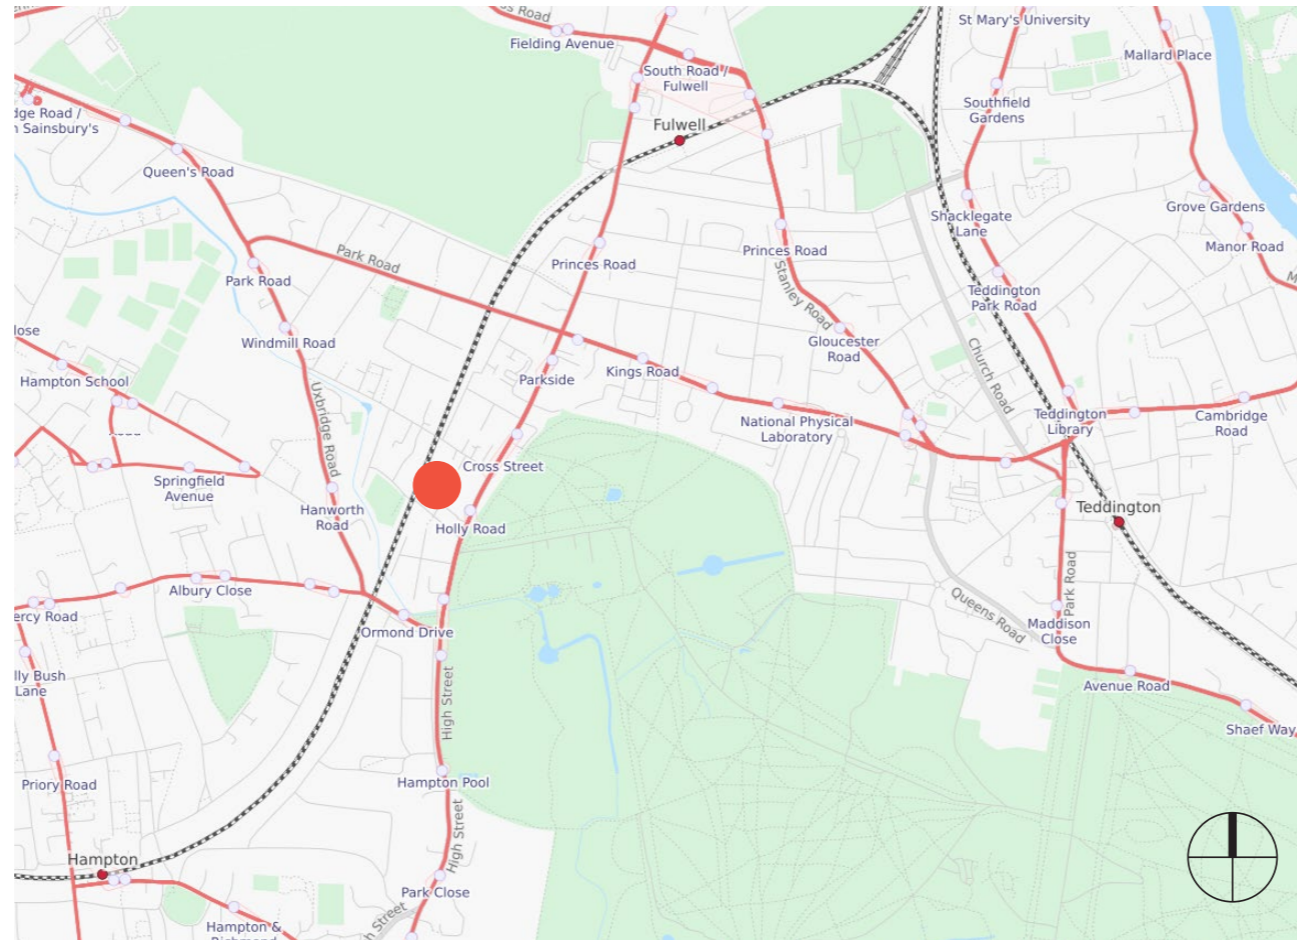 Road
St Mary's University
Fielding Avenue
Mallard Place
South Road /
Fulwell
Southfield
Gardens
Road /
Sainsbury's
Fulwell
Queen's Road
Grove Gardens
Shacklegate
Lane
Manor Road
Park Road
Princes Road
Princes Road
Park Road
Stanley Road
Teddington
Park Road
Windmill Road
Gloucester
Road
Kings Road
Church Road
Hampton School
Parkside
Uxbridge Road
National Physical
Laboratory
Teddington
Library
Cambridge
Road
Cross Street
Springfield
Avenue
Hanworth
Road
Holly Road
Teddington
Albury Close
Road
Ormond Drive
Queens Road
Park Road
Maddison
Close
Bush
Lane
High Street
Avenue Road
Shaef Way
Priory Road
Hampton Pool
High Street
Hampton
Park Close
Street
Hampton &